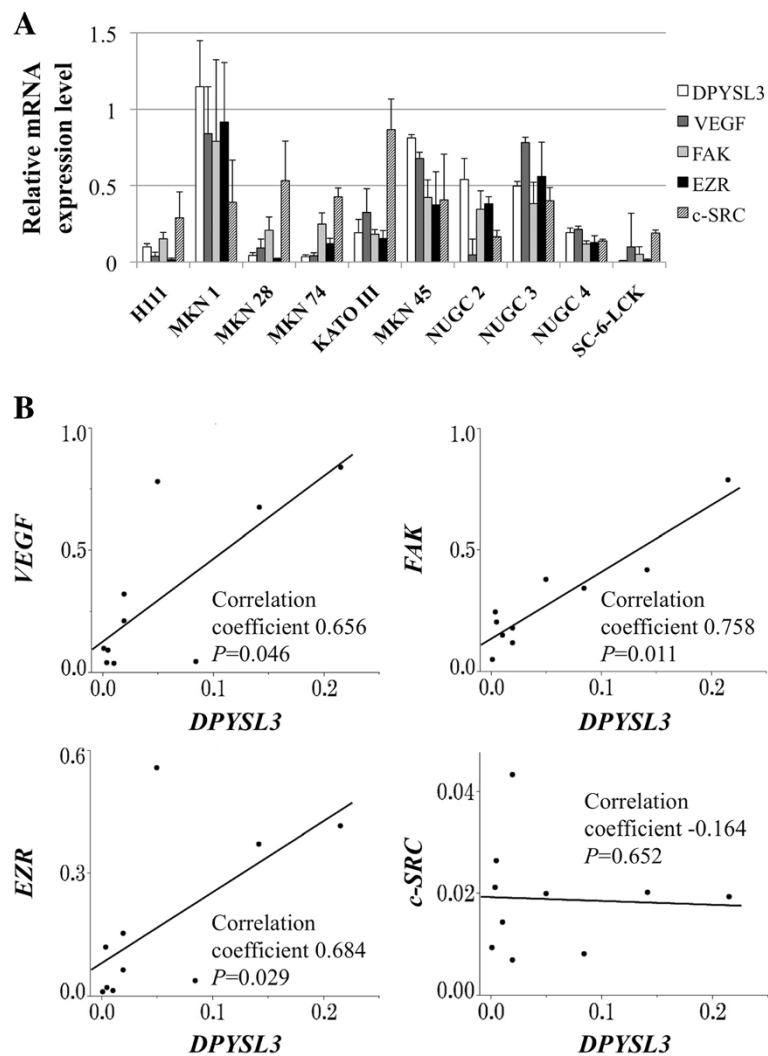 A
Relative mRNA
expression level
1.5
1
0.5
0
DPYSL3
VEGF
FAK
EZR
c-SRC
H111
MKN 1
MKN 28
MKN 74
KATO III
MKN 45
NUGC 2
NUGC 3
NUGC 4
SC-6-LCK
B
VEGF
1.0
0.5
0.0
Correlation
coefficient 0.656
P=0.046
0.0
0.1
0.2
DPYSL3
FAK
1.0
0.5
0.0
Correlation
coefficient 0.758
P=0.011
0.0
0.1
0.2
DPYSL3
EZR
0.6
0.3
0.0
Correlation
coefficient 0.684
P=0.029
0.0
0.1
0.2
DPYSL3
c-SRC
0.04
0.02
0.00
Correlation
coefficient -0.164
P=0.652
0.0
0.1
0.2
DPYSL3